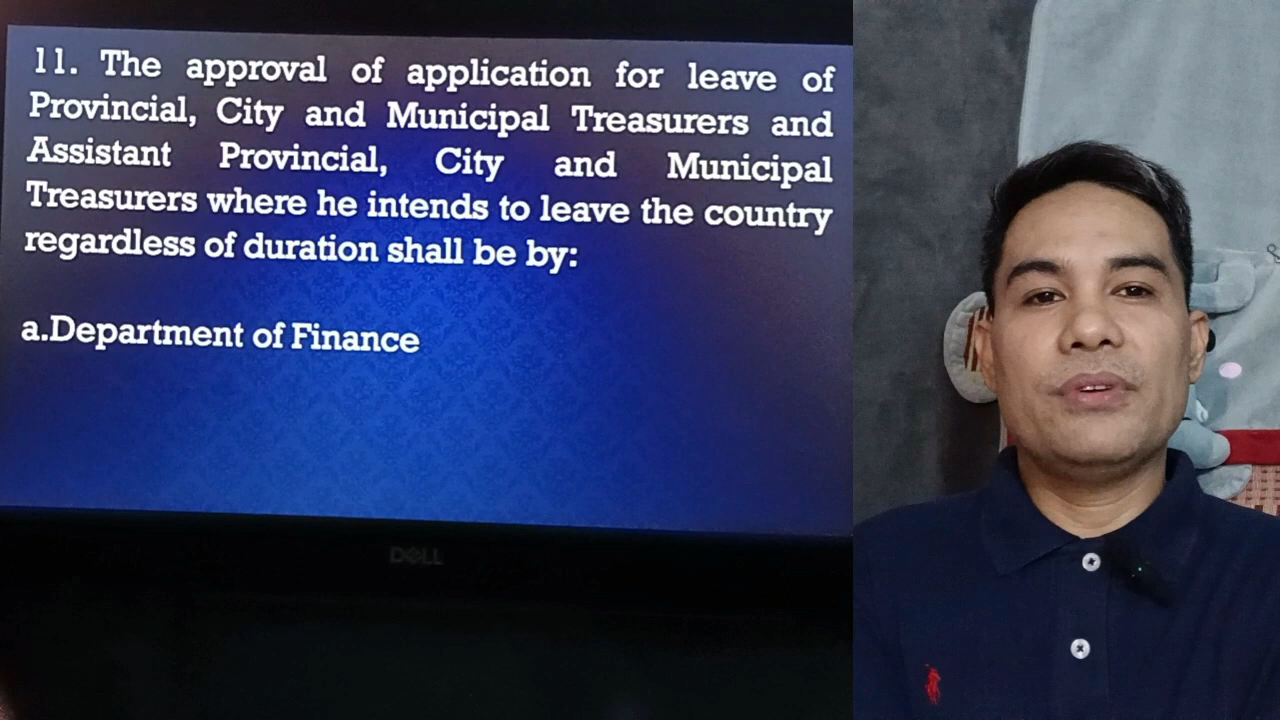 11. The approval of application for leave of
Provincial, City and Municipal Treasurers and
Assistant Provincial, City and Municipal
Treasurers where he intends to leave the country
regardless of duration shall be by:
a.Department of Finance
DELL